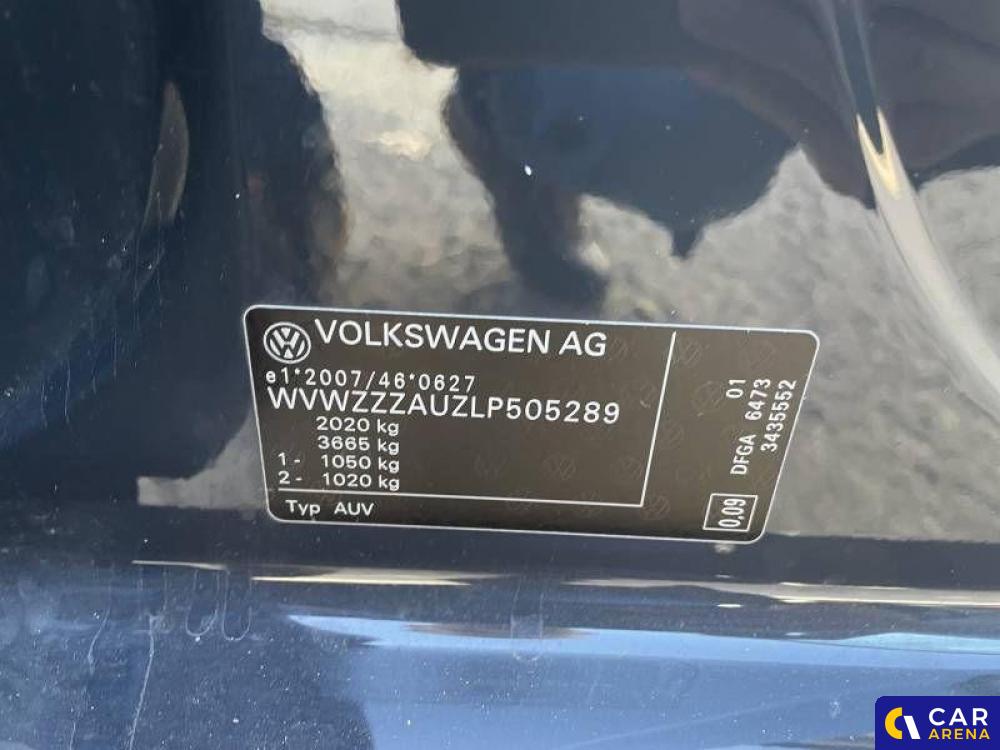 VOLKSWAGEN AG
e1*2007/46*0627
WVWZZZAUZLP505289
2020 kg
3665 kg
1- 1050 kg
2- 1020 kg
Typ AUV
01
DFGA 6473
3435552
0.09
CAR
ARENA